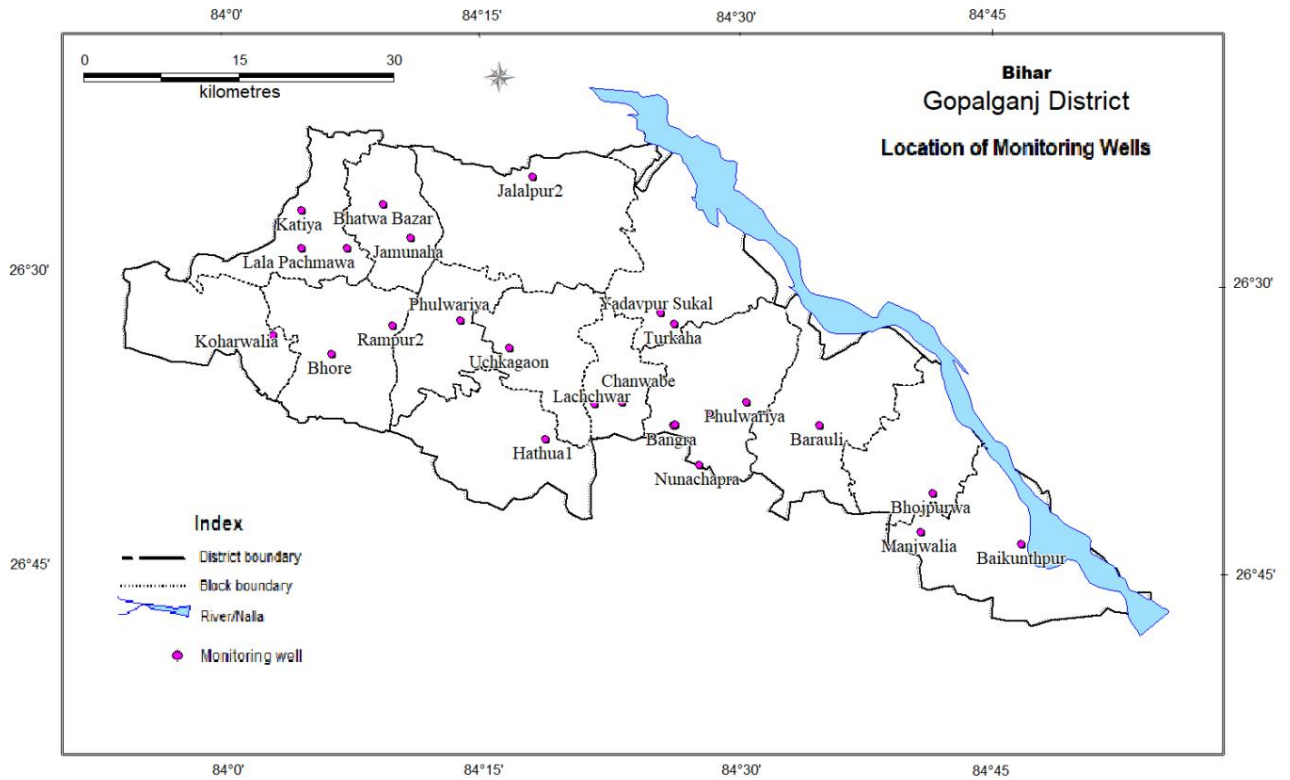 84°0'
84°15'
84°30'
84°45'
0 15 30
kilometres
Bihar
Gopalganj District
Location of Monitoring Wells
Jalalpur2
Katiya
Bhatwa Bazar
Jamunaha
Lala Pachmawa
26°30'
26°30'
Phulwariya
Yadavpur Sukal
Turkaha
Koharwalia
Rampur2
Bhore
Uchkagaon
Chanwabe
Lachchwar
Phulwariya
Barauli
Bangra
Hathua1
Nunachapra
Bhojpurwa
Manjwalia
Baikunthpur
26°45'
26°45'
Index
District boundary
Block boundary
River/Nalla
Monitoring well
84°0'
84°15'
84°30'
84°45'